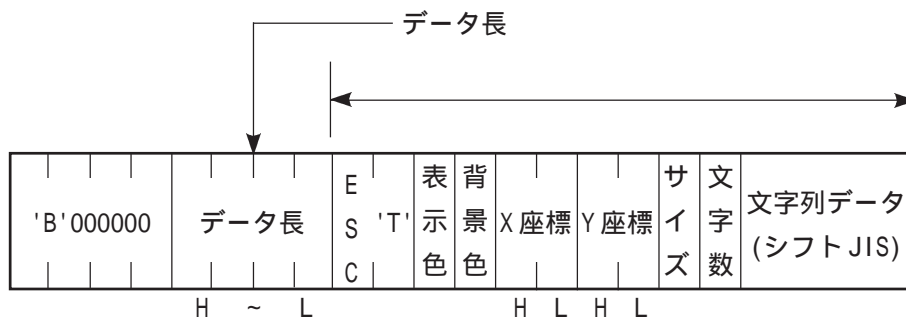 データ長
'B'000000
データ長
ESC
'T'
表示色
背景色
X座標
Y座標
サイズ
文字数
文字列データ
(シフトJIS)
H ~ L H L H L